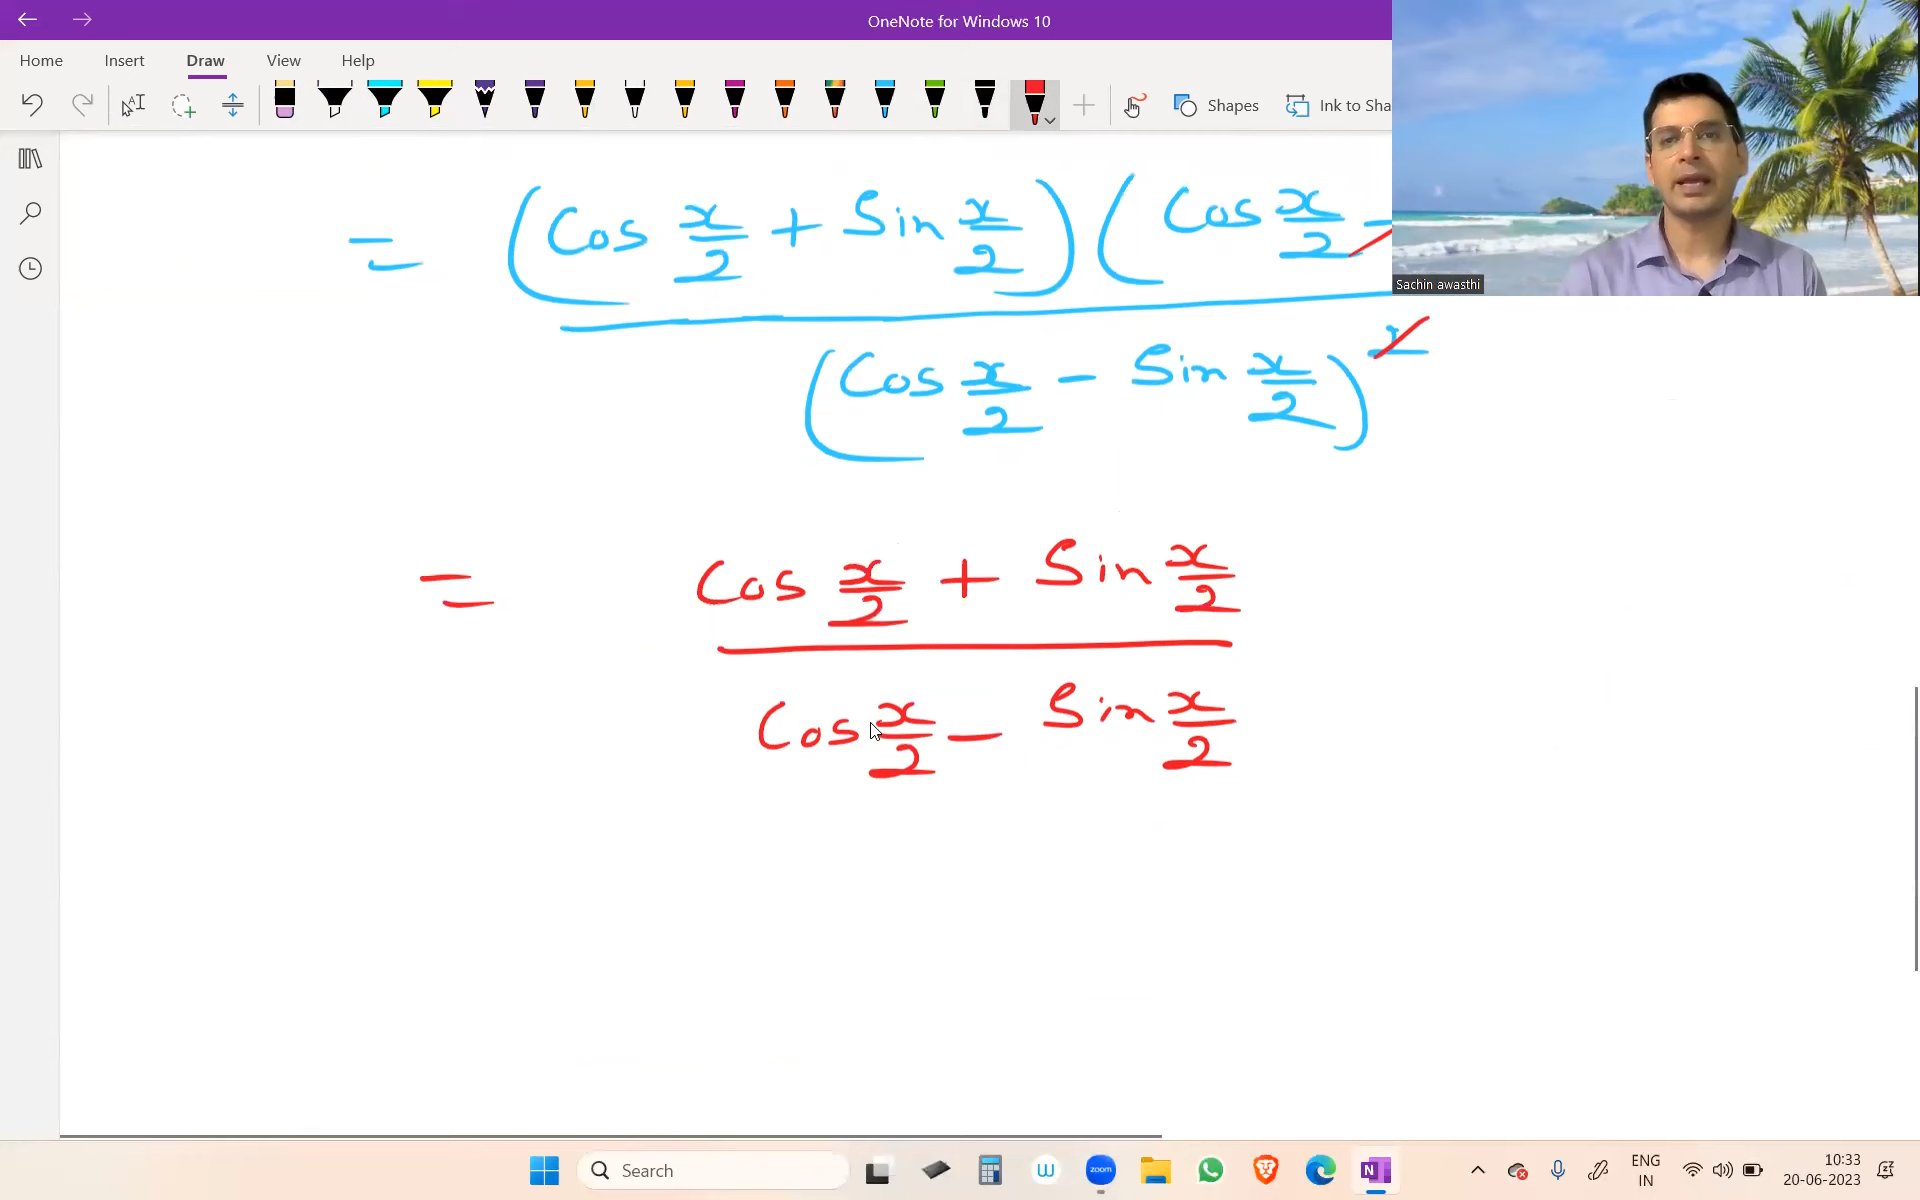 OneNote for Windows 10
Home Insert Draw View Help
Shapes Ink to Sha
Sachin awasthi
= (Cos x/2 + Sin x/2) (Cos x/2 -
(Cos x/2 - Sin x/2)
= Cos x/2 + Sin x/2
Cos x/2 - Sin x/2
Search
zoom
ENG
IN
10:33
20-06-2023